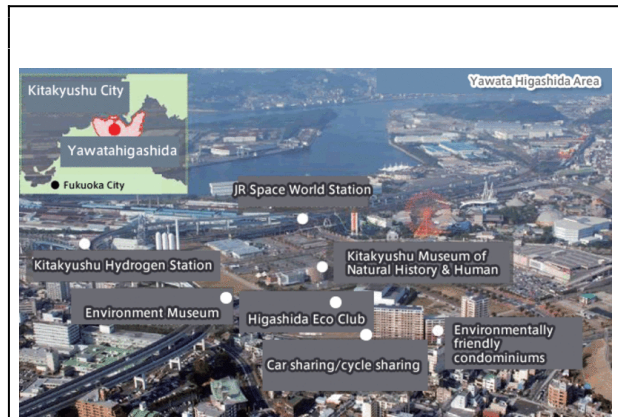 Yawata Higashida Area
Kitakyushu City
Yawatahigashida
Fukuoka City
JR Space World Station
Kitakyushu Hydrogen Station
Kitakyushu Museum of
Natural History & Human
Environment Museum
Higashida Eco Club
Environmentally
friendly
condominiums
Car sharing/cycle sharing